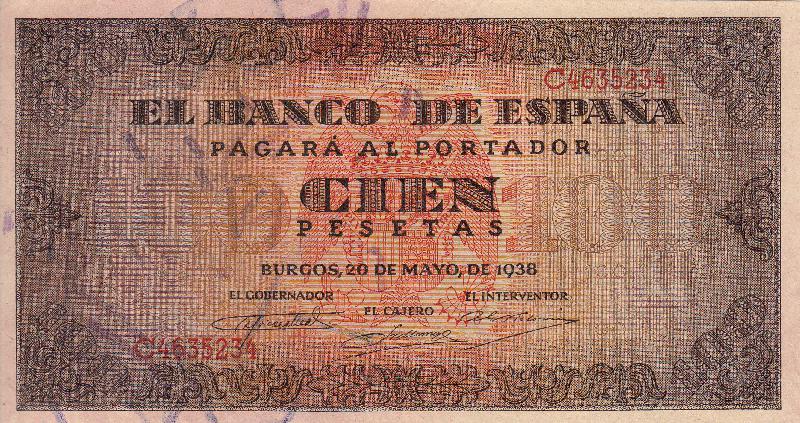 C4635234
EL BANCO DE ESPAÑA
PAGARÁ AL PORTADOR
CIEN
100
PESETAS
BURGOS, 20 DE MAYO, DE 1938
EL GOBERNADOR
EL CAJERO
EL INTERVENTOR
C4635234